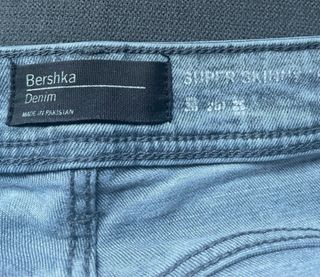 Bershka
Denim
MADE IN PAKISTAN
SUPER SKINNY